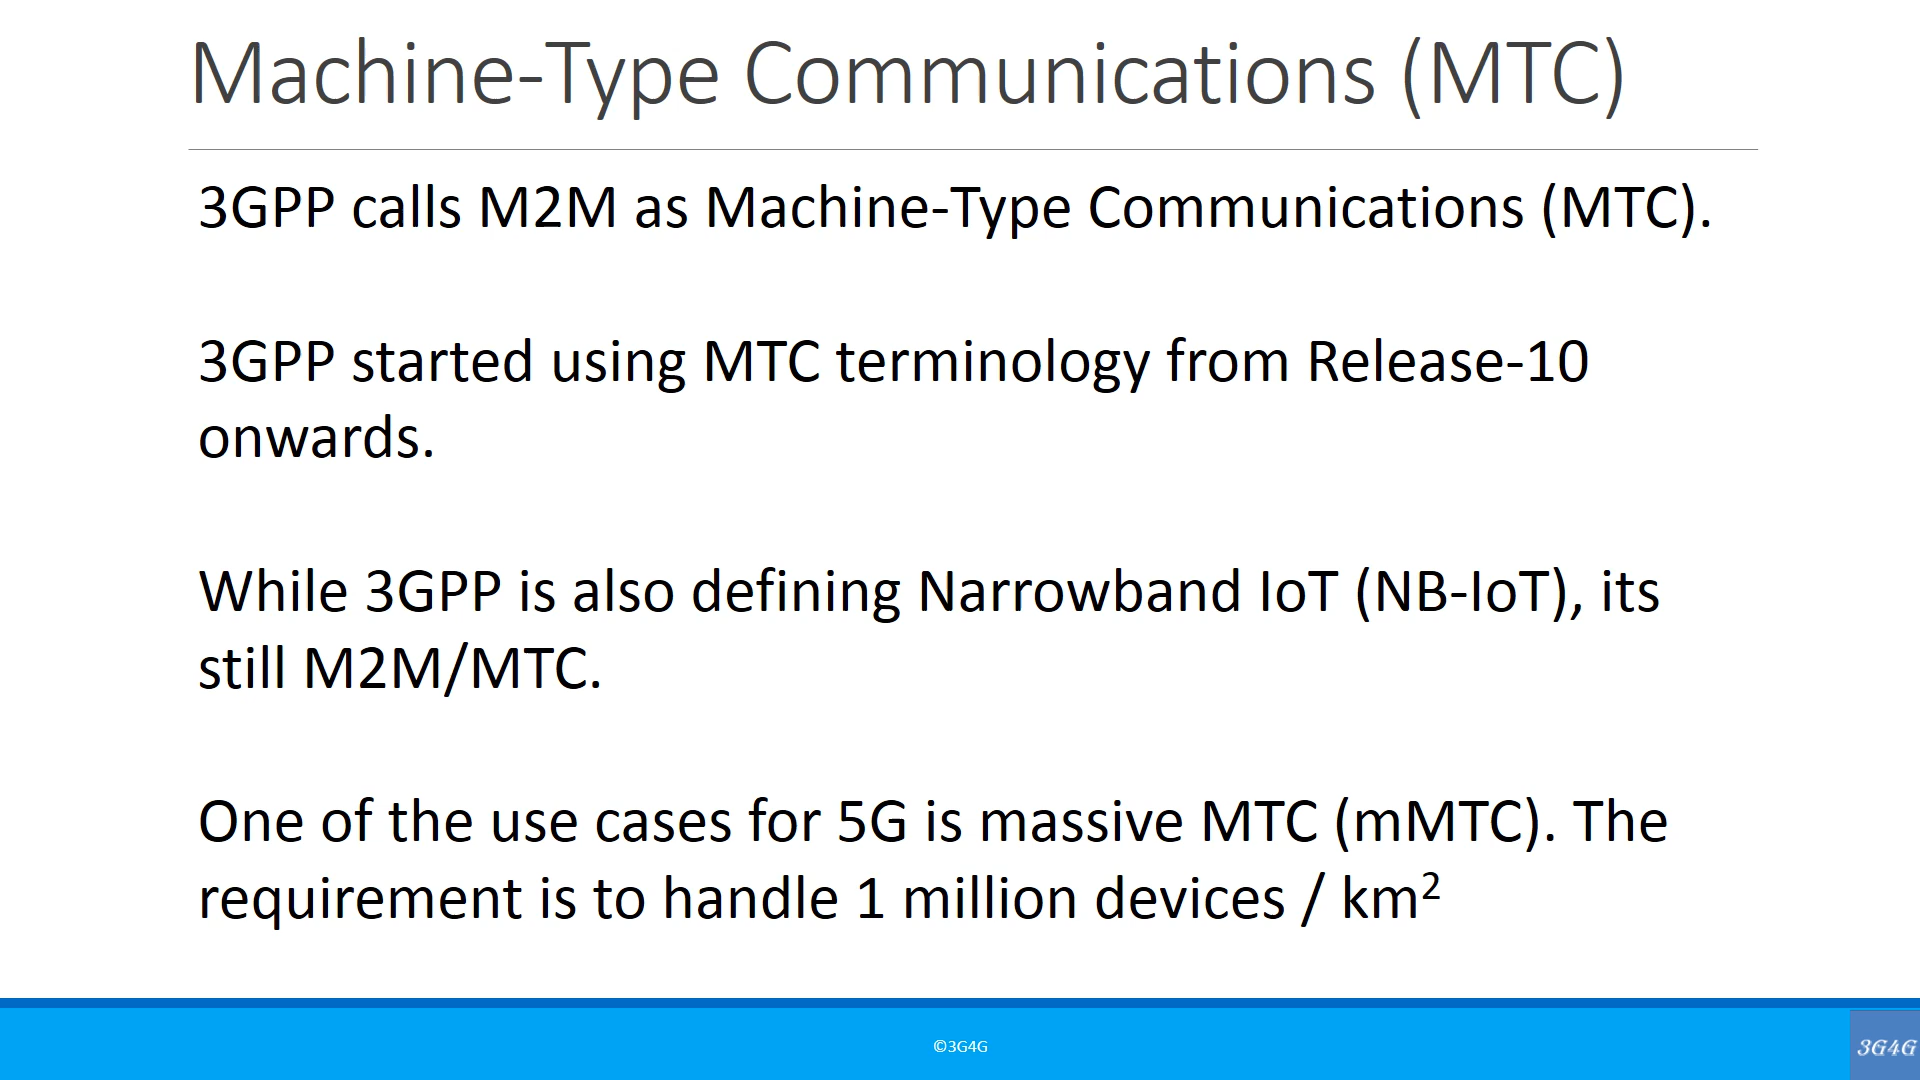 Machine-Type Communications (MTC)
3GPP calls M2M as Machine-Type Communications (MTC).
3GPP started using MTC terminology from Release-10
onwards.
While 3GPP is also defining Narrowband IoT (NB-IoT), its
still M2M/MTC.
One of the use cases for 5G is massive MTC (mMTC). The
requirement is to handle 1 million devices / km²
©3G4G
3G4G